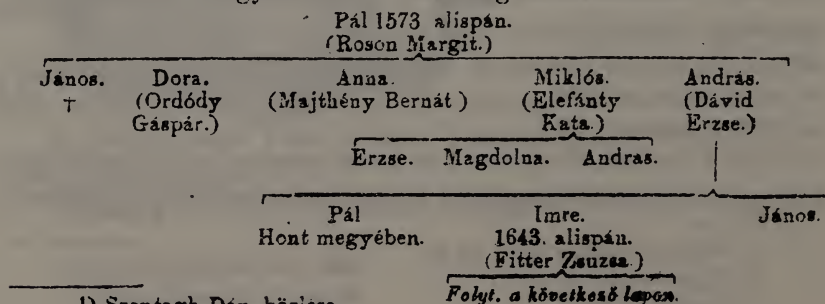 Pál 1573 alispán.
(Roson Margit.)
János. Dora. Anna. Miklós. András.
† (Ordódy (Majthény Bernát) (Elefánty (Dávid
Gáspár.) Kata.) Erzse.)
Erzse. Magdolna. Andras.
Pál Imre. János.
Hont megyében. 1643. alispán.
(Fitter Zsuzsa.)
Folyt. a következő lapon.